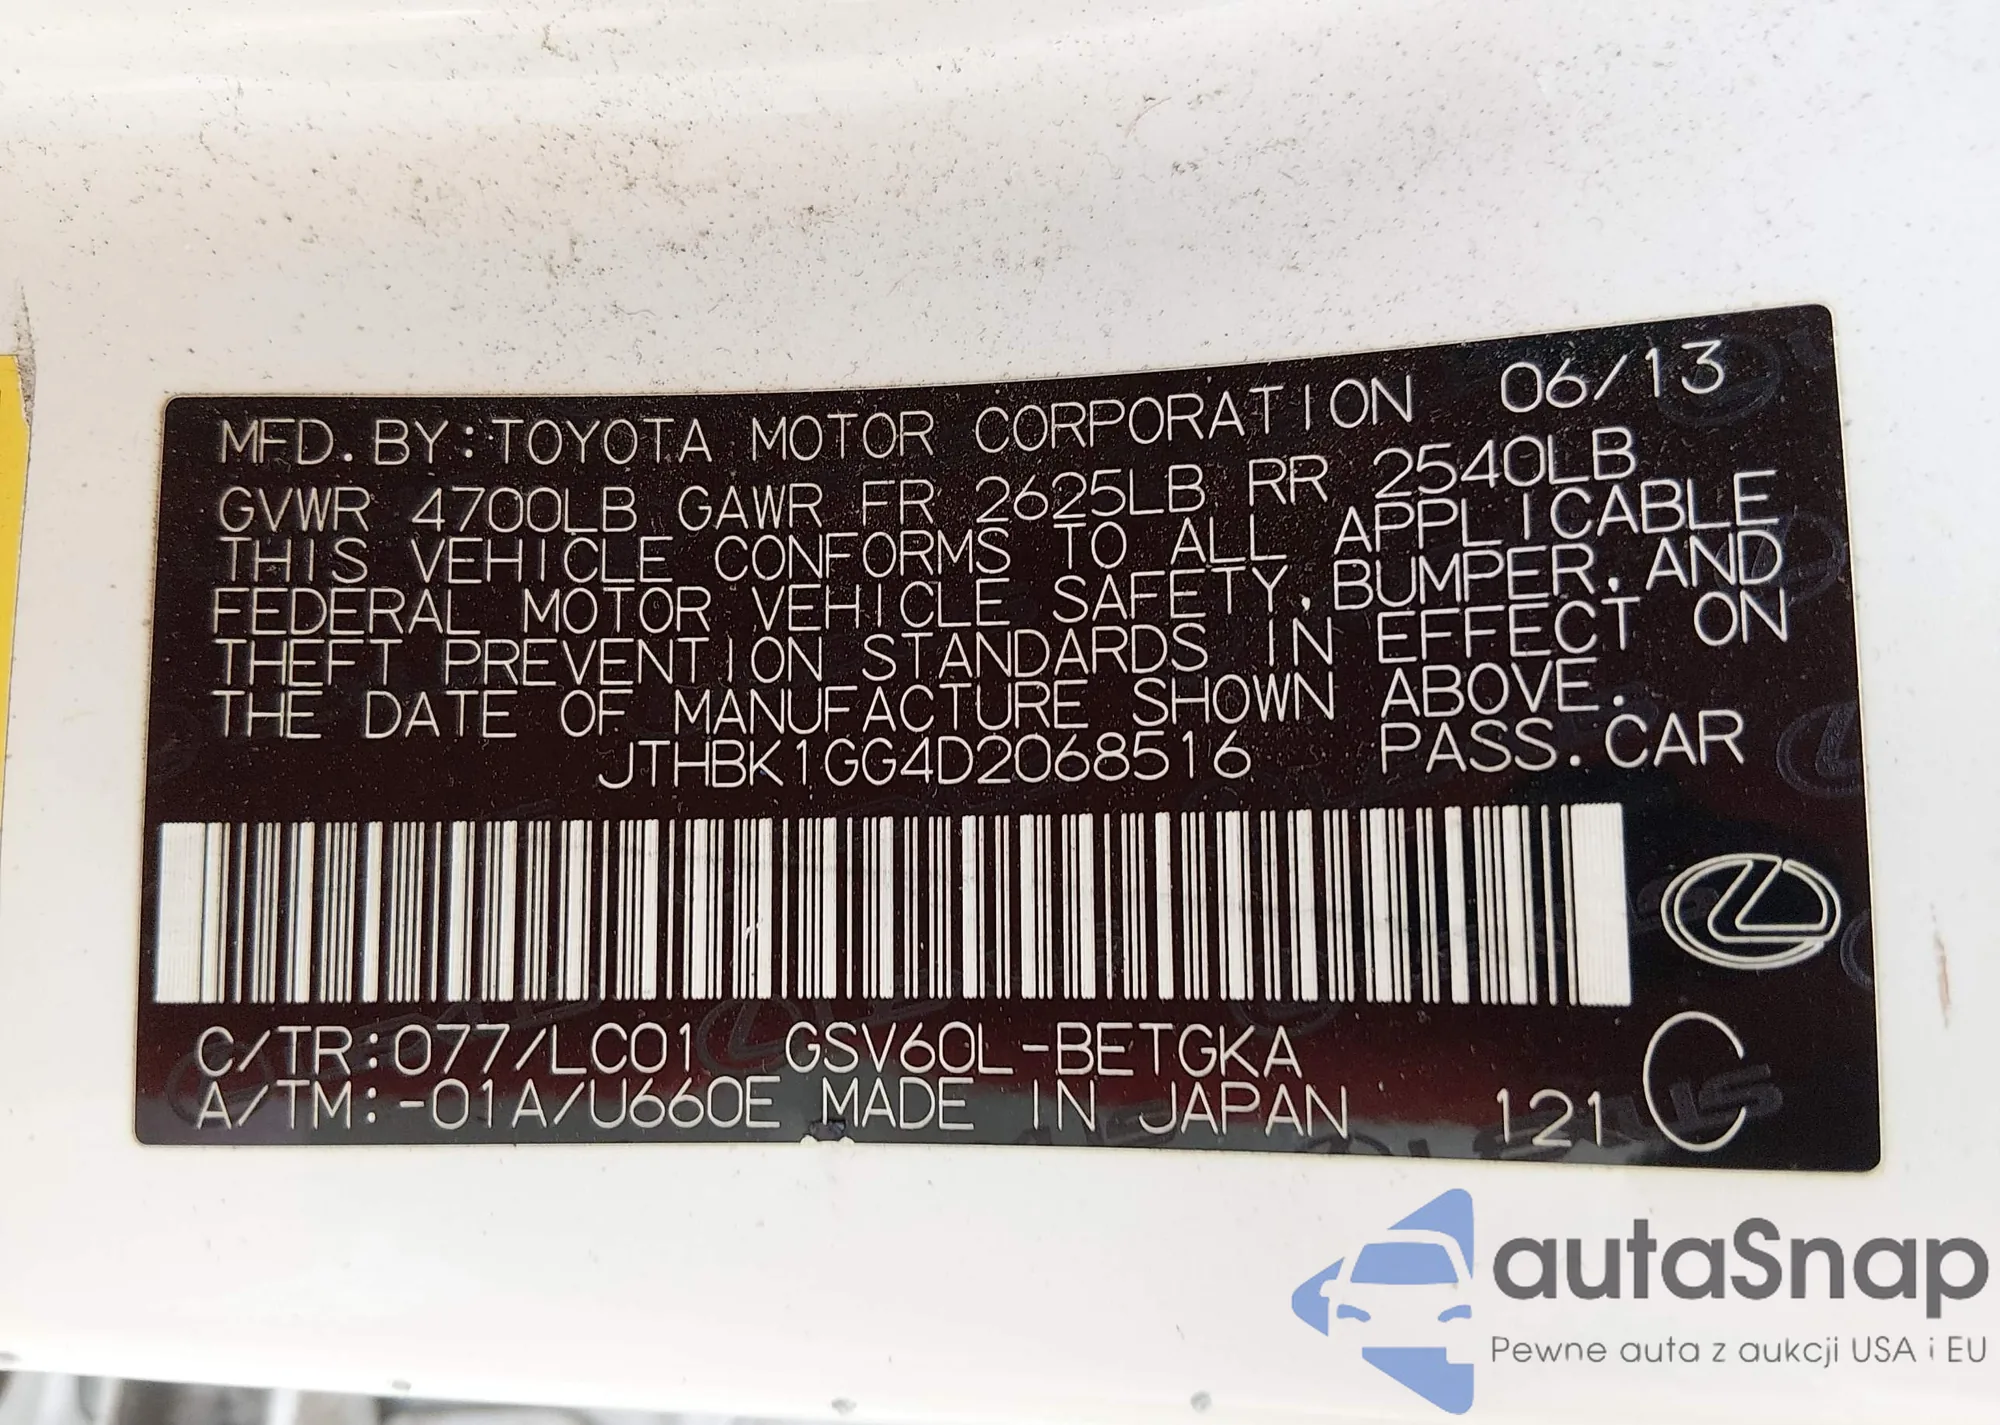 MFD. BY: TOYOTA MOTOR CORPORATION 06/13
GVWR 4700LB GAWR FR 2625LB RR 2540LB
THIS VEHICLE CONFORMS TO ALL APPLICABLE
FEDERAL MOTOR VEHICLE SAFETY, BUMPER, AND
THEFT PREVENTION STANDARDS IN EFFECT ON
THE DATE OF MANUFACTURE SHOWN ABOVE.
JTHBK1GG4D2068516 PASS. CAR
C/TR:077/LC01 GSV60L-BETGKA
A/TM:-01A/U660E MADE IN JAPAN 121 C
autaSnap
Pewne auta z aukcji USA i EU